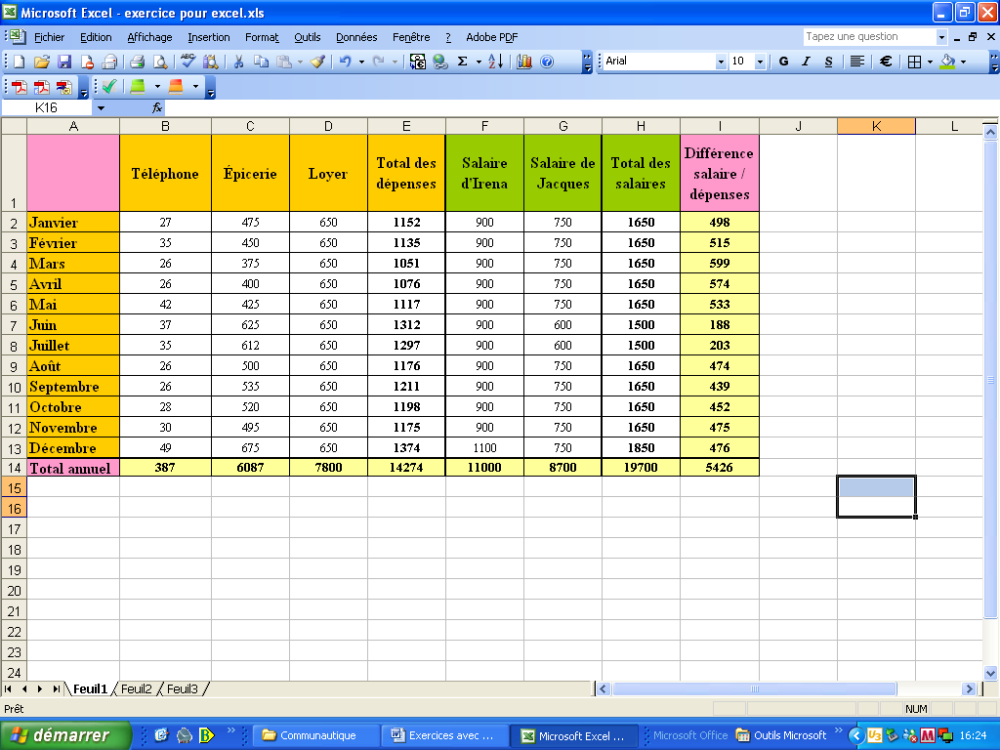 Microsoft Excel - exercice pour excel.xls
Fichier Edition Affichage Insertion Format Outils Données Fenêtre ? Adobe PDF Tapez une question
Arial 10 G I S €
K16 fx
A B C D E F G H I J K L
1 Téléphone Épicerie Loyer Total des dépenses Salaire d'Irena Salaire de Jacques Total des salaires Différence salaire / dépenses
2 Janvier 27 475 650 1152 900 750 1650 498
3 Février 35 450 650 1135 900 750 1650 515
4 Mars 26 375 650 1051 900 750 1650 599
5 Avril 26 400 650 1076 900 750 1650 574
6 Mai 42 425 650 1117 900 750 1650 533
7 Juin 37 625 650 1312 900 600 1500 188
8 Juillet 35 612 650 1297 900 600 1500 203
9 Août 26 500 650 1176 900 750 1650 474
10 Septembre 26 535 650 1211 900 750 1650 439
11 Octobre 28 520 650 1198 900 750 1650 452
12 Novembre 30 495 650 1175 900 750 1650 475
13 Décembre 49 675 650 1374 1100 750 1850 476
14 Total annuel 387 6087 7800 14274 11000 8700 19700 5426
15
16
17
18
19
20
21
22
23
24
Feuil1 Feuil2 Feuil3
Prêt NUM
démarrer Communautique Exercices avec ... Microsoft Excel ... Microsoft Office Outils Microsoft 16:24